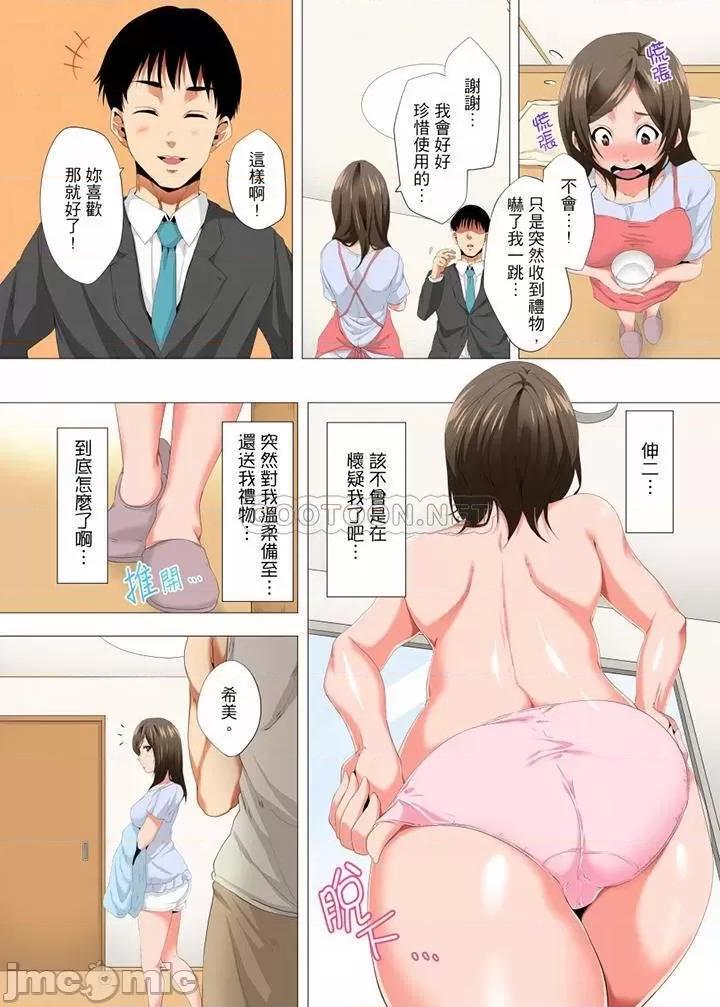 慌張
慌張
不會…!
只是突然收到禮物，
嚇了我一跳…
謝謝…
我會好好
珍惜使用的…
這樣啊！
妳喜歡
那就好了！
伸二…
該不會是在
懷疑我了吧…
突然對我溫柔備至…
還送我禮物…
到底怎麼了啊…
推開…
脫下…
希美。
COOTOON.NET
jmcomic